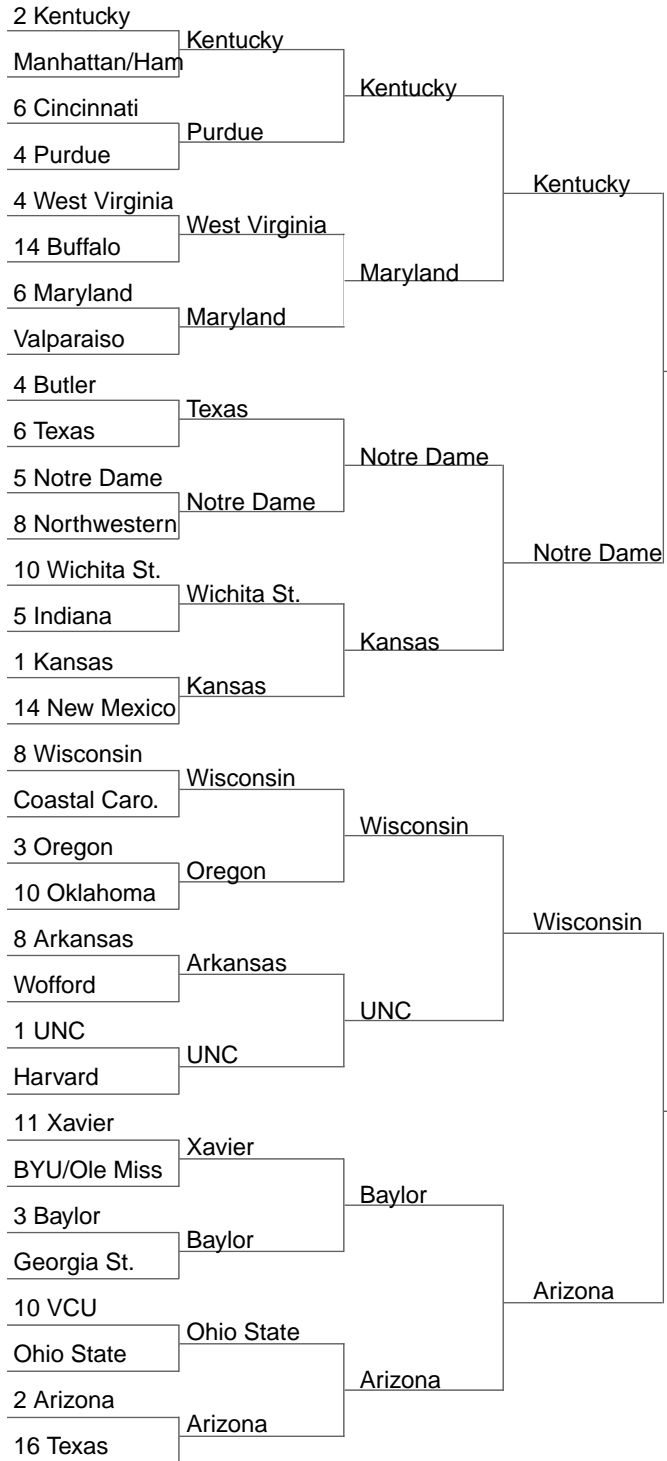 2 Kentucky
Manhattan/Ham
6 Cincinnati
4 Purdue
4 West Virginia
14 Buffalo
6 Maryland
Valparaiso
4 Butler
6 Texas
5 Notre Dame
8 Northwestern
10 Wichita St.
5 Indiana
1 Kansas
14 New Mexico
8 Wisconsin
Coastal Caro.
3 Oregon
10 Oklahoma
8 Arkansas
Wofford
1 UNC
Harvard
11 Xavier
BYU/Ole Miss
3 Baylor
Georgia St.
10 VCU
Ohio State
2 Arizona
16 Texas
Kentucky
Purdue
West Virginia
Maryland
Texas
Notre Dame
Wichita St.
Kansas
Wisconsin
Oregon
Arkansas
UNC
Xavier
Baylor
Ohio State
Arizona
Kentucky
Maryland
Notre Dame
Kansas
Wisconsin
UNC
Baylor
Arizona
Kentucky
Notre Dame
Wisconsin
Arizona